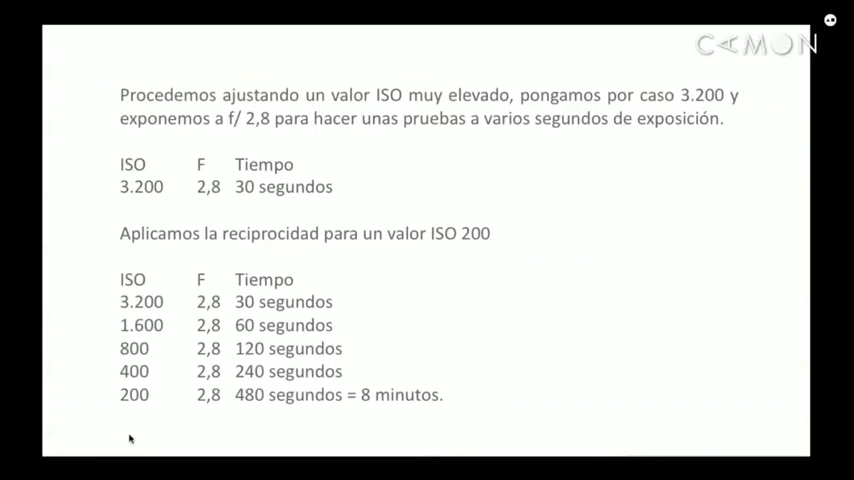 CAMON
Procedemos ajustando un valor ISO muy elevado, pongamos por caso 3.200 y
exponemos a f/ 2,8 para hacer unas pruebas a varios segundos de exposición.
ISO F Tiempo
3.200 2,8 30 segundos
Aplicamos la reciprocidad para un valor ISO 200
ISO F Tiempo
3.200 2,8 30 segundos
1.600 2,8 60 segundos
800 2,8 120 segundos
400 2,8 240 segundos
200 2,8 480 segundos = 8 minutos.